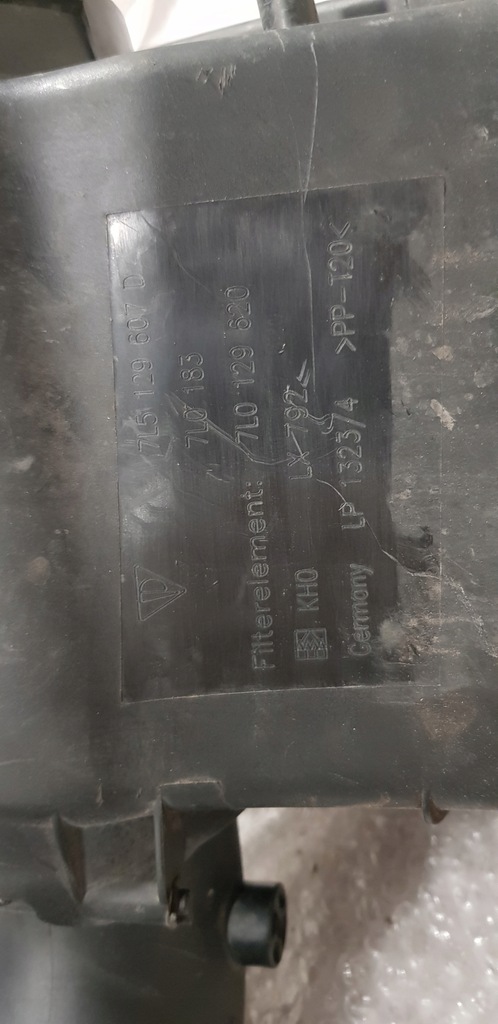 7L5 129 607 D
7L0 183
7L0 129 620
Filterelement:
LX 792
KHO
LP 1323/4
Germany
>PP-T20<